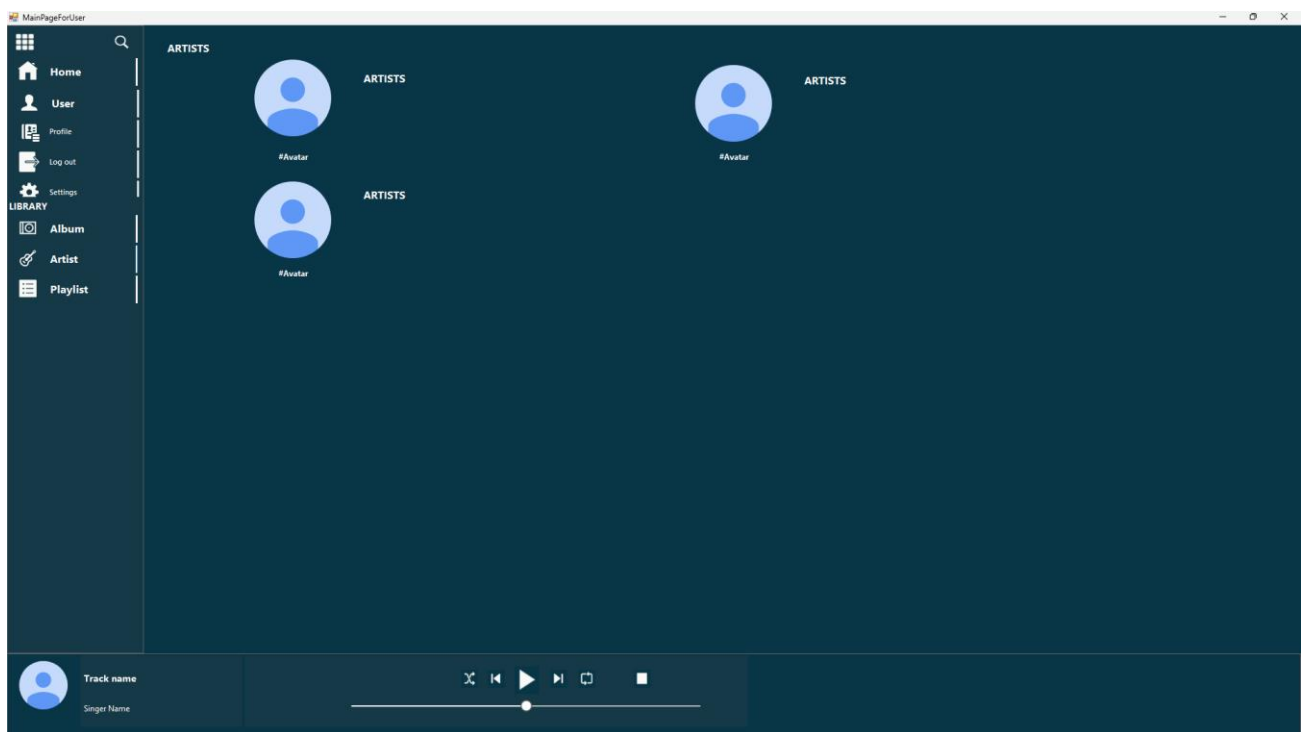 MainPageForUser
Home
User
Profile
Log out
Settings
LIBRARY
Album
Artist
Playlist
ARTISTS
ARTISTS
#Avatar
ARTISTS
#Avatar
ARTISTS
#Avatar
Track name
Singer Name